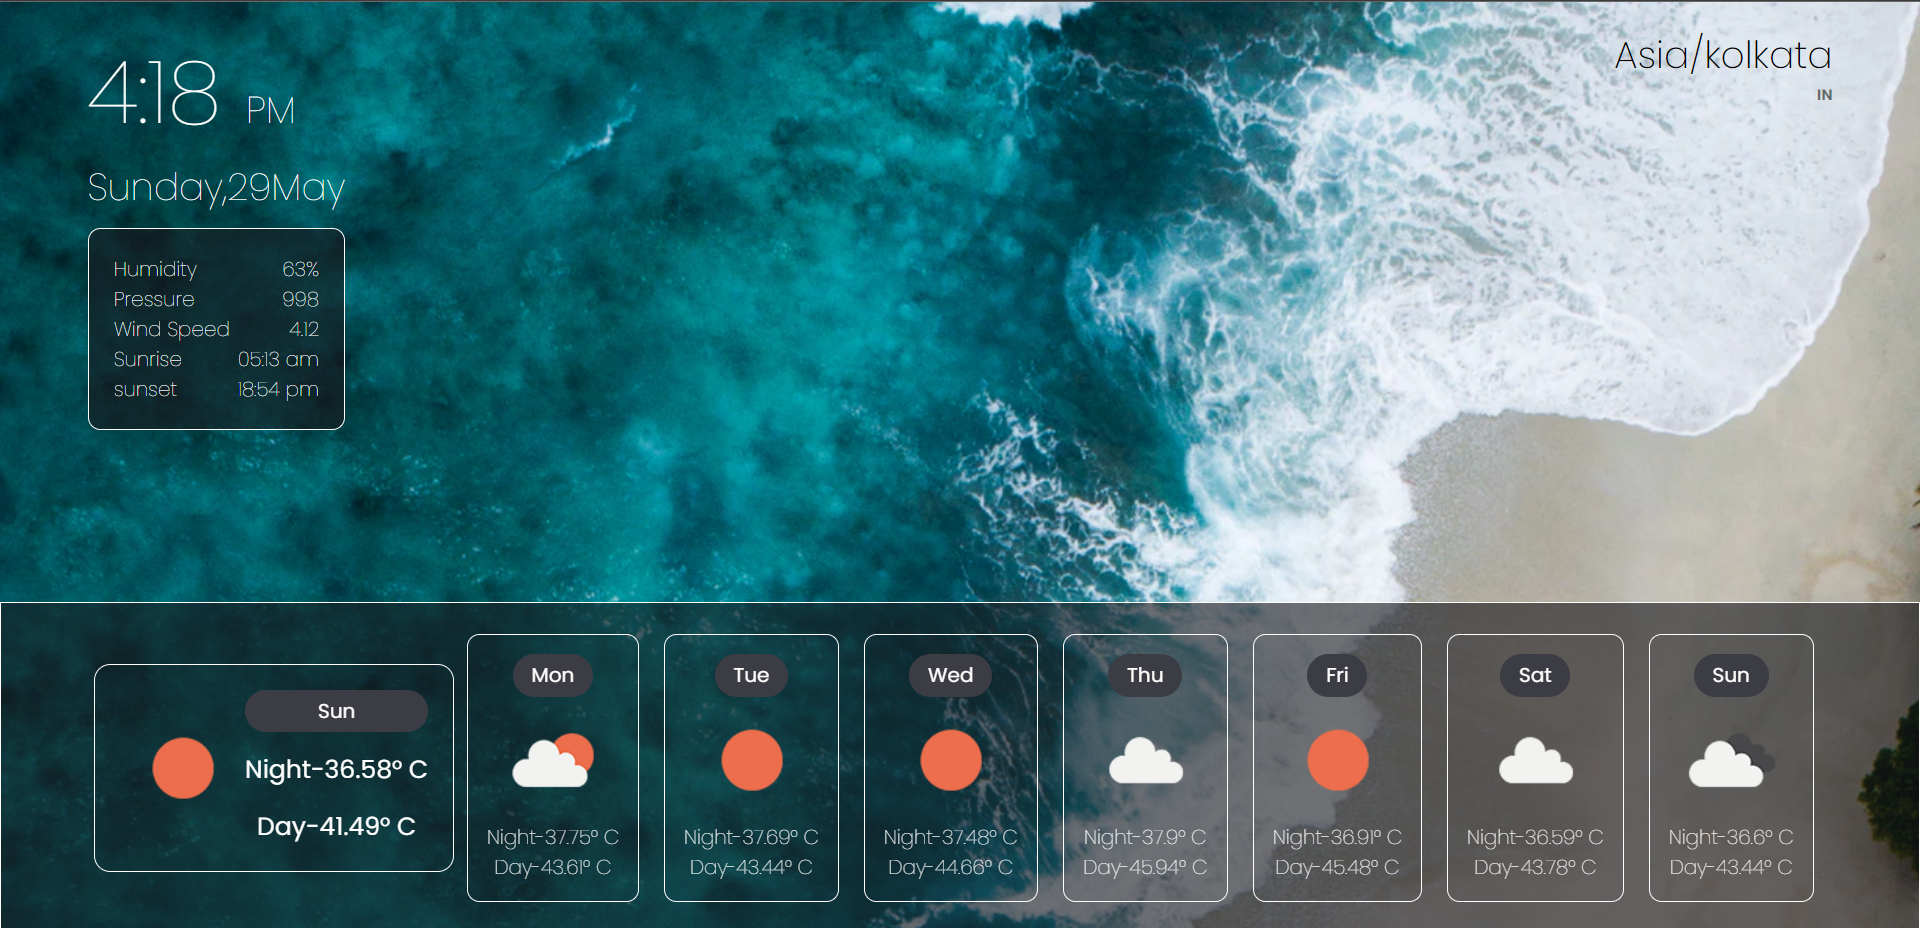 4:18 PM
Asia/kolkata
IN
Sunday,29May
Humidity 63%
Pressure 998
Wind Speed 4.12
Sunrise 05:13 am
sunset 18:54 pm
Sun
Night-36.58° C
Day-41.49° C
Mon
Night-37.75° C
Day-43.61° C
Tue
Night-37.69° C
Day-43.44° C
Wed
Night-37.48° C
Day-44.66° C
Thu
Night-37.9° C
Day-45.94° C
Fri
Night-36.91° C
Day-45.48° C
Sat
Night-36.59° C
Day-43.78° C
Sun
Night-36.6° C
Day-43.44° C